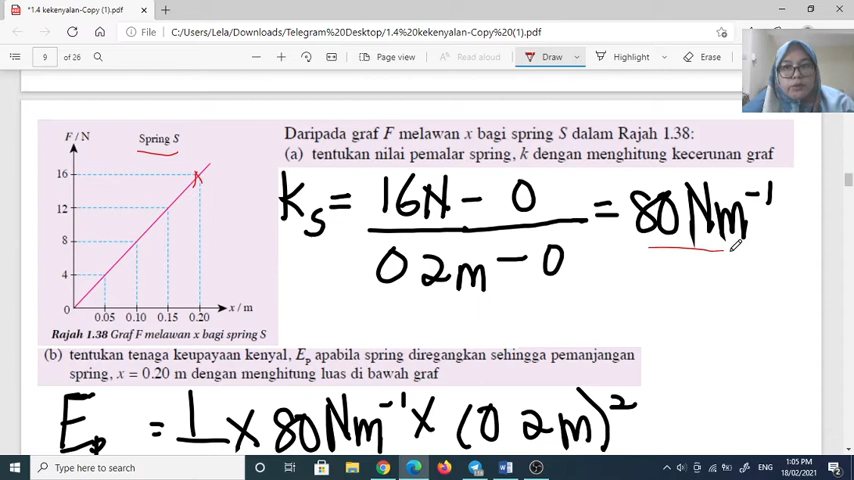 *1.4 kekenyalan-Copy (1).pdf
File C:/Users/Lela/Downloads/Telegram%20Desktop/1.4%20kekenyalan-Copy%20(1).pdf
9 of 26
Page view
Read aloud
Draw
Highlight
Erase
F / N
Spring S
16
12
8
4
0
0.05 0.10 0.15 0.20 x / m
Rajah 1.38 Graf F melawan x bagi spring S
Daripada graf F melawan x bagi spring S dalam Rajah 1.38:
(a) tentukan nilai pemalar spring, k dengan menghitung kecerunan graf
Ks = 16N - 0 = 80Nm⁻¹
0 2m - 0
(b) tentukan tenaga keupayaan kenyal, Ep apabila spring diregangkan sehingga pemanjangan
spring, x = 0.20 m dengan menghitung luas di bawah graf
Ep = 1 x 80Nm⁻¹ x (0 2m)²
Type here to search
ENG
1:05 PM
18/02/2021
2